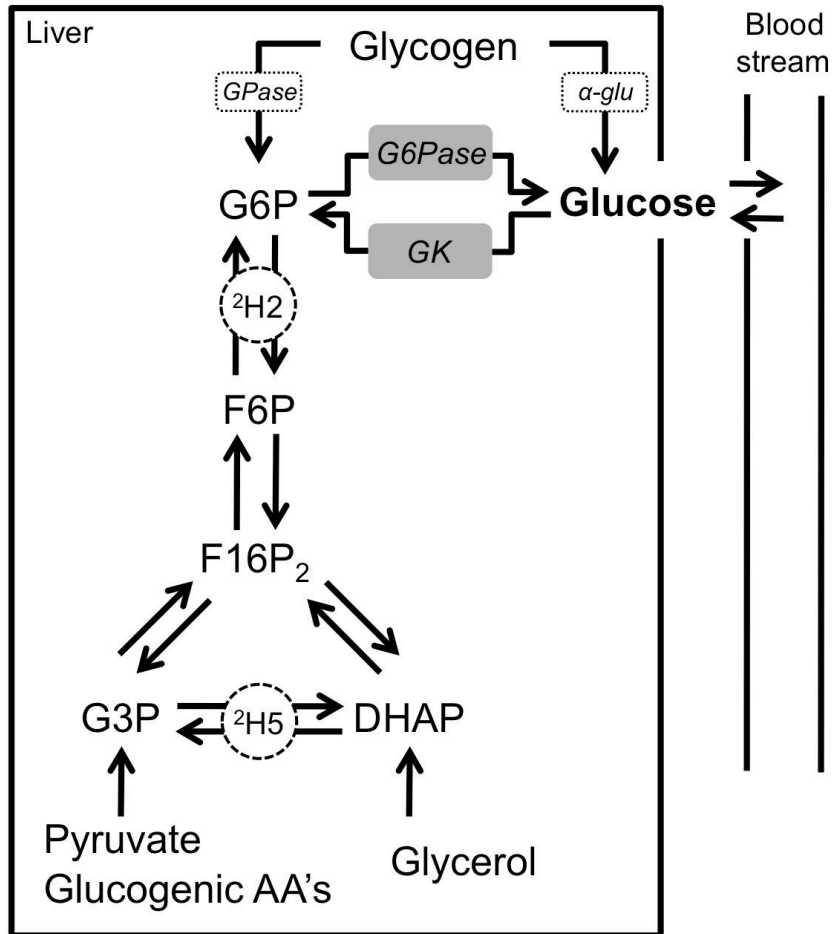 Liver
Blood
stream
Glycogen
GPase
α-glu
G6Pase
G6P
Glucose
GK
²H2
F6P
F16P₂
G3P
²H5
DHAP
Pyruvate
Glucogenic AA's
Glycerol